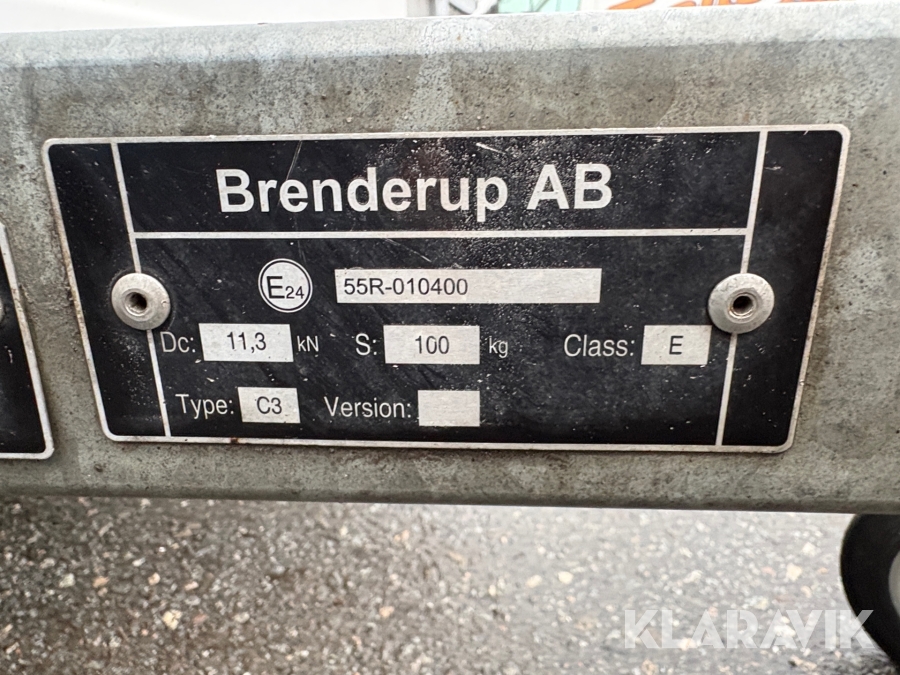 Brenderup AB
E24 55R-010400
Dc: 11,3 kN S: 100 kg Class: E
Type: C3 Version:
KLARAVIK